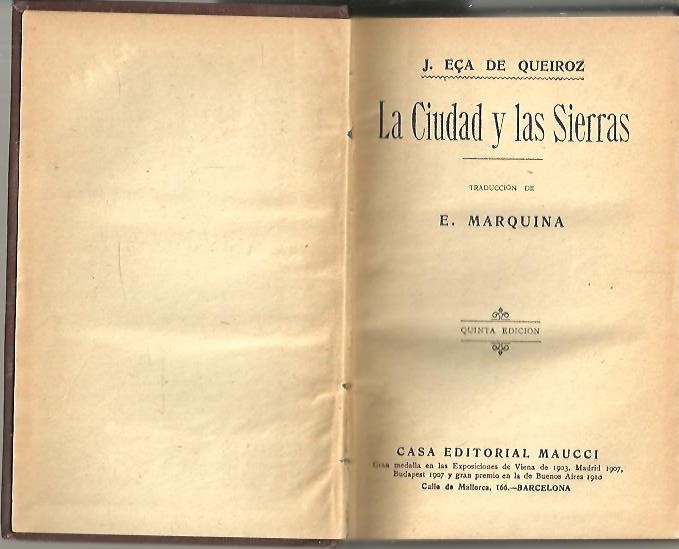 J. EÇA DE QUEIROZ
La Ciudad y las Sierras
TRADUCCIÓN DE
E. MARQUINA
QUINTA EDICION
CASA EDITORIAL MAUCCI
Gran medalla en las Exposiciones de Viena de 1903, Madrid 1907,
Budapest 1907 y gran premio en la de Buenos Aires 1910
Calle de Mallorca, 166.—BARCELONA